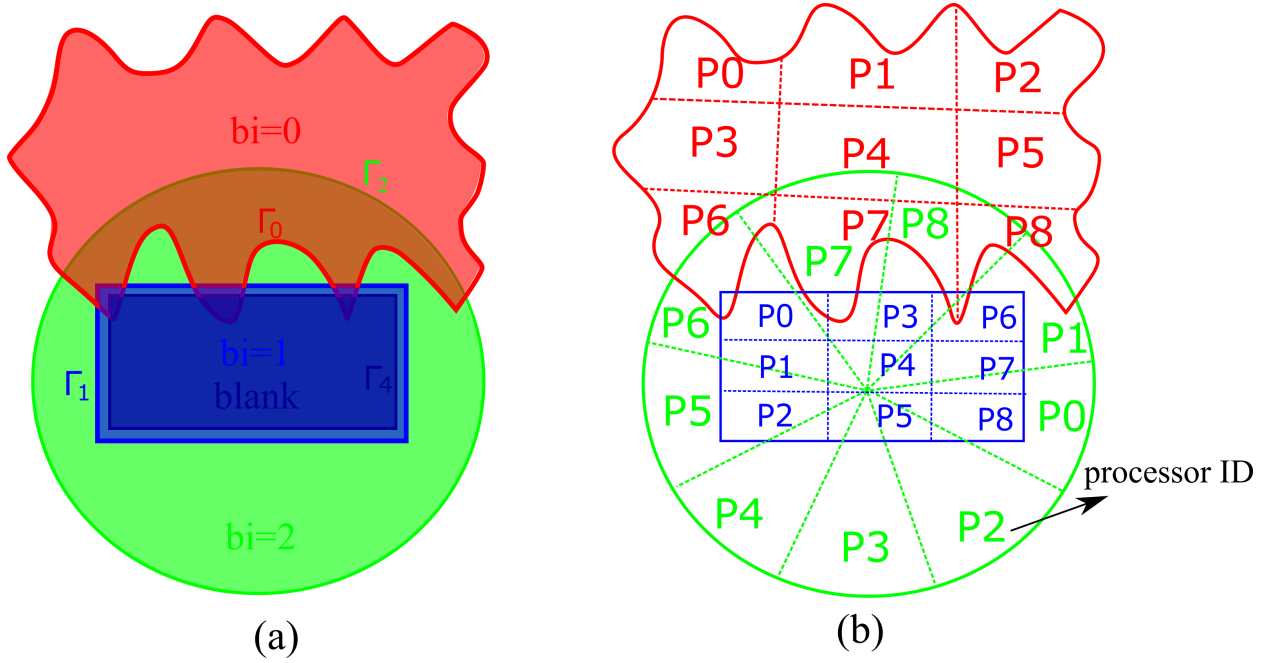 bi=0
Γ2
Γ0
bi=1
Γ1
Γ4
blank
bi=2
(a)
P0 P1 P2
P3 P4 P5
P6 P7 P8 P8
P7
P6 P0 P3 P6 P1
P1 P4 P7
P5 P2 P5 P8 P0
processor ID
P4 P3 P2
(b)